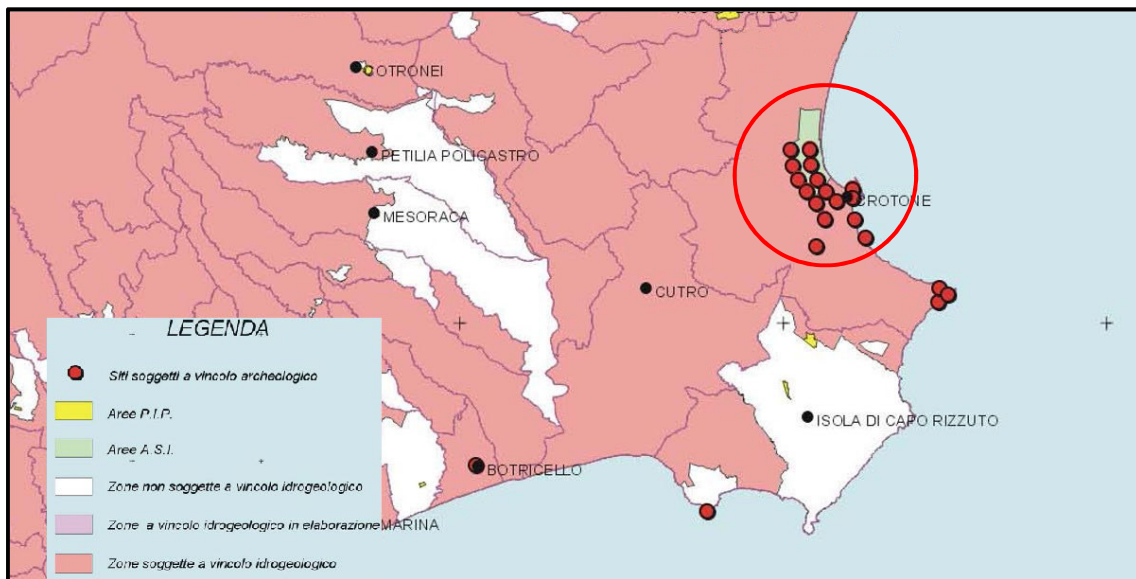 COTRONEI
PETILIA POLICASTRO
MESORACA
CROTONE
CUTRO
ISOLA DI CAPO RIZZUTO
BOTRICELLO
MARINA
LEGENDA
Siti soggetti a vincolo archeologico
Aree P.I.P.
Aree A.S.I.
Zone non soggette a vincolo idrogeologico
Zone a vincolo idrogeologico in elaborazione
Zone soggette a vincolo idrogeologico